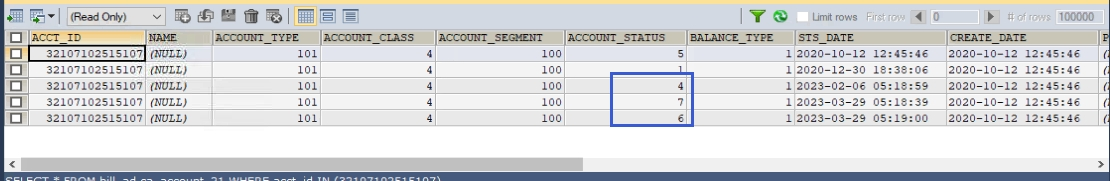 (Read Only) Limit rows First row 0 # of rows 100000
ACCT_ID NAME ACCOUNT_TYPE ACCOUNT_CLASS ACCOUNT_SEGMENT ACCOUNT_STATUS BALANCE_TYPE STS_DATE CREATE_DATE P
32107102515107 (NULL) 101 4 100 5 1 2020-10-12 12:45:46 2020-10-12 12:45:46
32107102515107 (NULL) 101 4 100 1 1 2020-12-30 18:38:06 2020-10-12 12:45:46
32107102515107 (NULL) 101 4 100 4 1 2023-02-06 05:18:59 2020-10-12 12:45:46
32107102515107 (NULL) 101 4 100 7 1 2023-03-29 05:18:39 2020-10-12 12:45:46
32107102515107 (NULL) 101 4 100 6 1 2023-03-29 05:19:00 2020-10-12 12:45:46
SELECT * FROM WHERE acct_id IN (32107102515107)